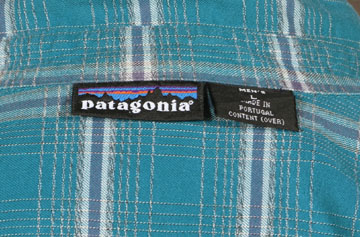 patagonia®
MEN'S
L
MADE IN
PORTUGAL
CONTENT (OVER)